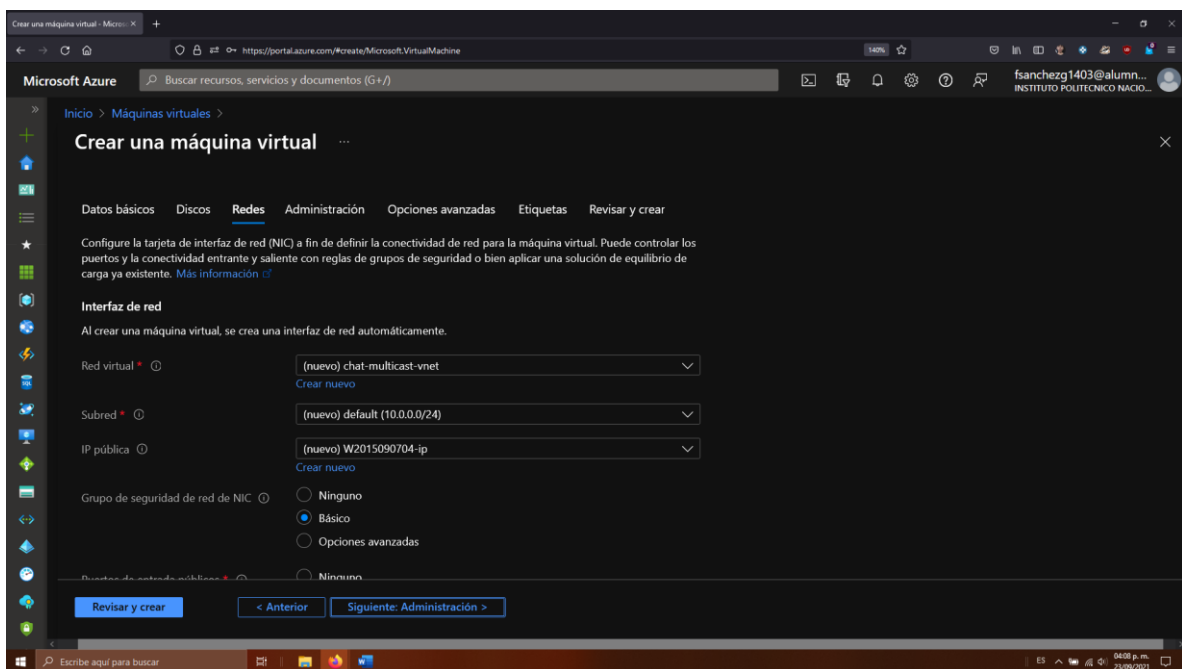 Crear una máquina virtual - Micros
https://portal.azure.com/#create/Microsoft.VirtualMachine
140%
Microsoft Azure
Buscar recursos, servicios y documentos (G+/)
fsanchezg1403@alumn...
INSTITUTO POLITECNICO NACIO...
Inicio > Máquinas virtuales >
Crear una máquina virtual ...
Datos básicos Discos Redes Administración Opciones avanzadas Etiquetas Revisar y crear
Configure la tarjeta de interfaz de red (NIC) a fin de definir la conectividad de red para la máquina virtual. Puede controlar los
puertos y la conectividad entrante y saliente con reglas de grupos de seguridad o bien aplicar una solución de equilibrio de
carga ya existente. Más información
Interfaz de red
Al crear una máquina virtual, se crea una interfaz de red automáticamente.
Red virtual * (nuevo) chat-multicast-vnet
Crear nuevo
Subred * (nuevo) default (10.0.0.0/24)
IP pública (nuevo) W2015090704-ip
Crear nuevo
Grupo de seguridad de red de NIC Ninguno
Básico
Opciones avanzadas
Puertos de entrada públicos * Ninguno
Revisar y crear < Anterior Siguiente: Administración >
Escribe aquí para buscar
ES 04:08 p. m.
23/09/2021